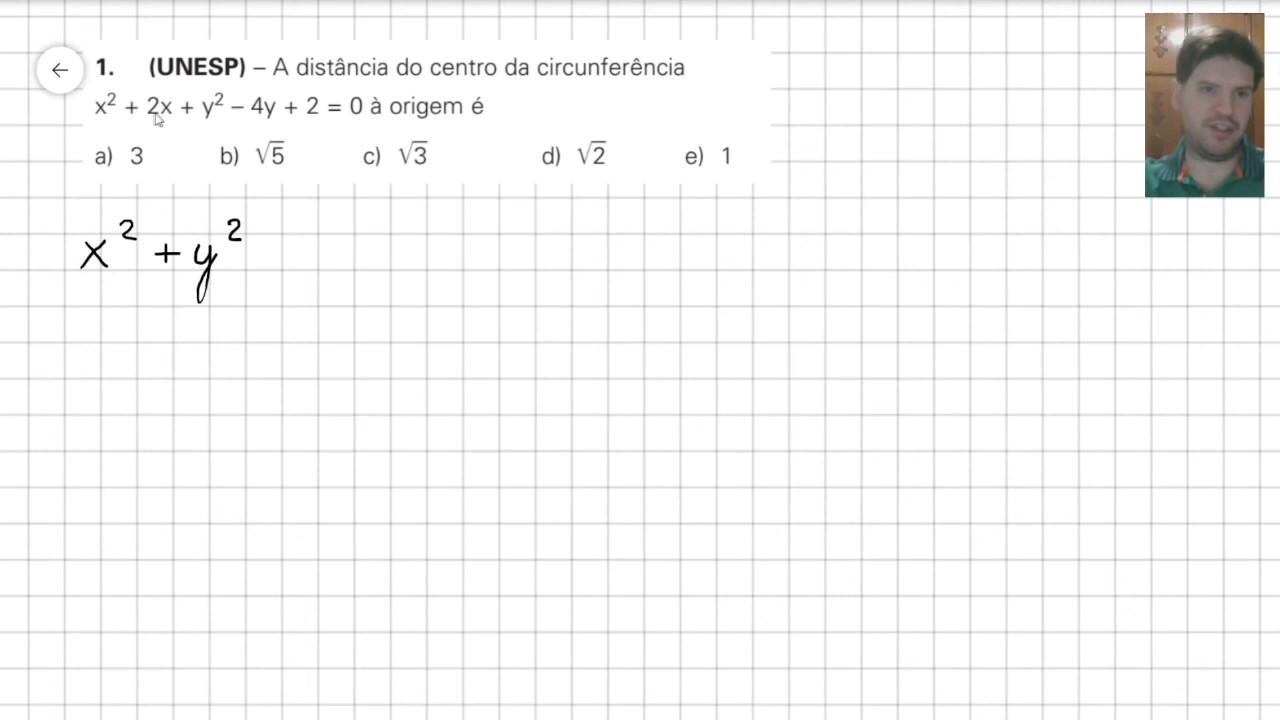 1. (UNESP) – A distância do centro da circunferência
x² + 2x + y² – 4y + 2 = 0 à origem é
a) 3 b) √5 c) √3 d) √2 e) 1
x² + y²